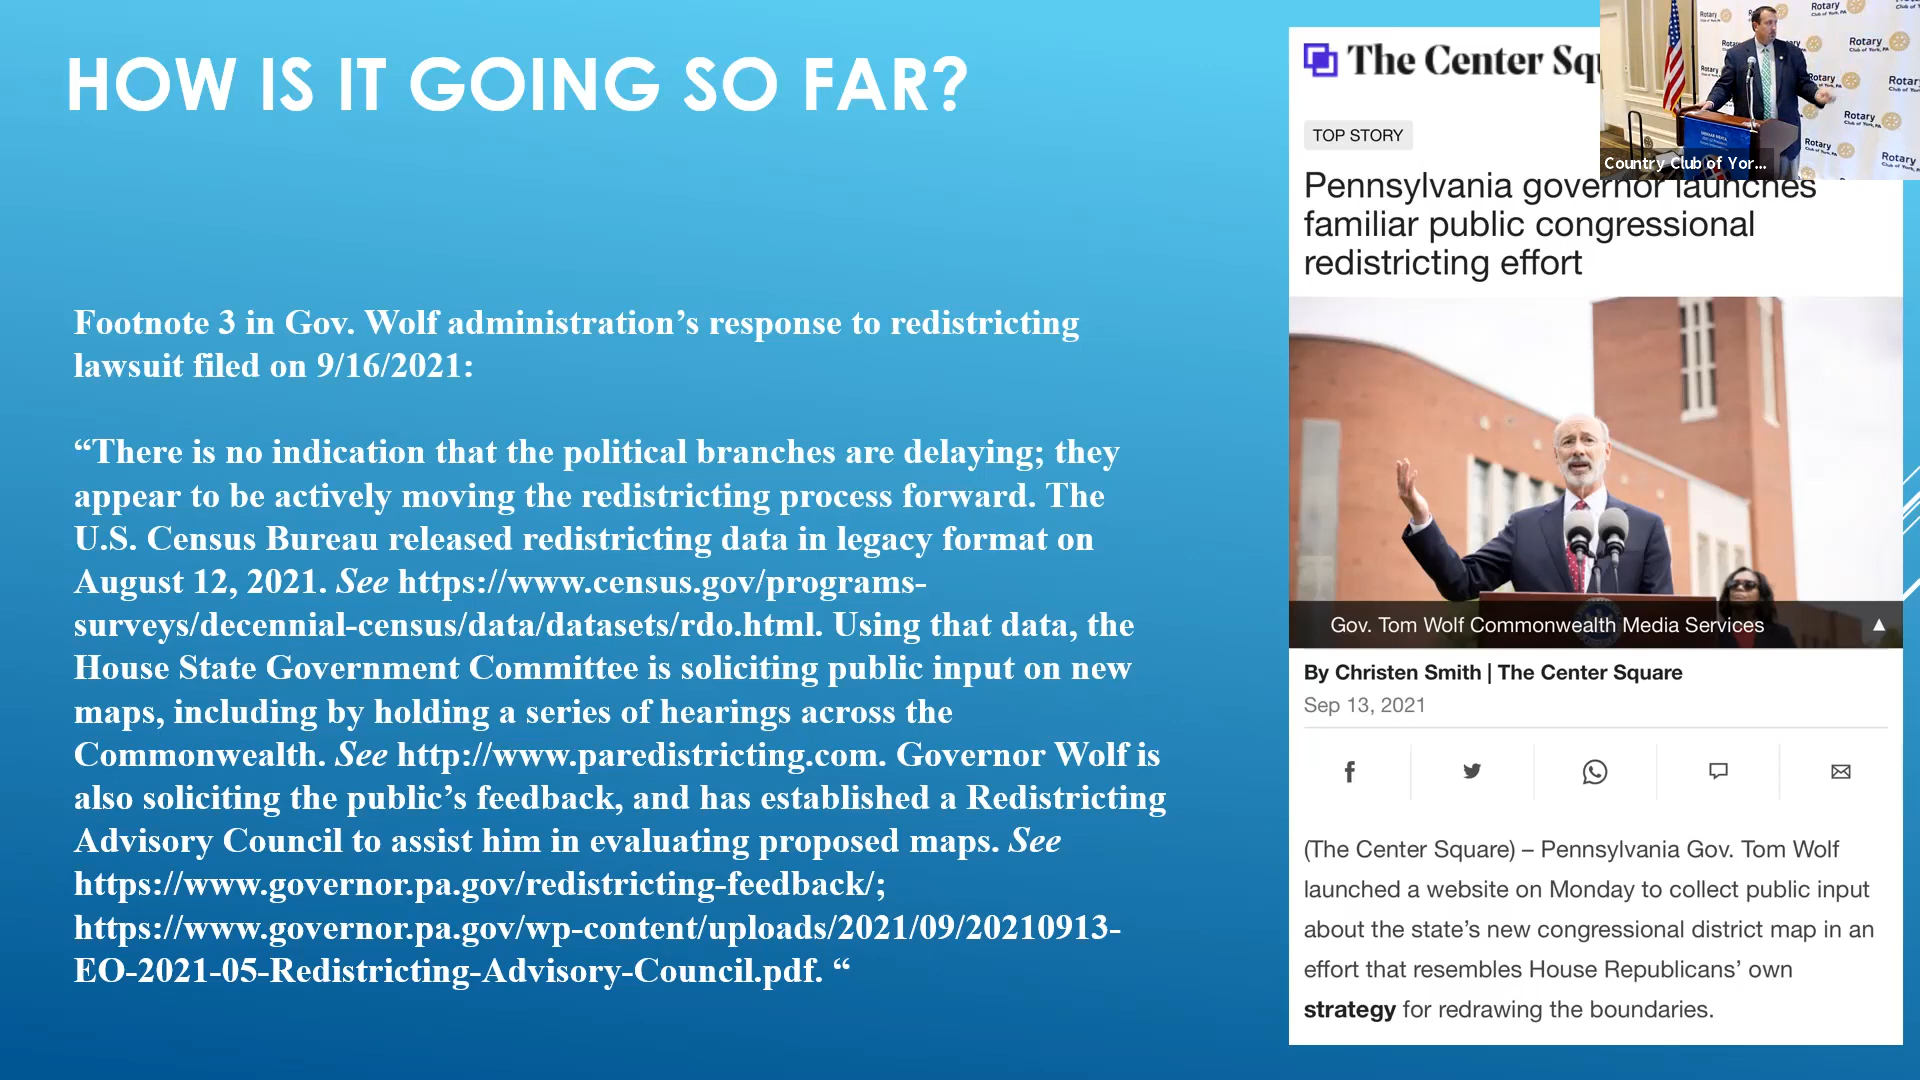 HOW IS IT GOING SO FAR?
Footnote 3 in Gov. Wolf administration’s response to redistricting
lawsuit filed on 9/16/2021:
“There is no indication that the political branches are delaying; they
appear to be actively moving the redistricting process forward. The
U.S. Census Bureau released redistricting data in legacy format on
August 12, 2021. See https://www.census.gov/programs-
surveys/decennial-census/data/datasets/rdo.html. Using that data, the
House State Government Committee is soliciting public input on new
maps, including by holding a series of hearings across the
Commonwealth. See http://www.paredistricting.com. Governor Wolf is
also soliciting the public’s feedback, and has established a Redistricting
Advisory Council to assist him in evaluating proposed maps. See
https://www.governor.pa.gov/redistricting-feedback/;
https://www.governor.pa.gov/wp-content/uploads/2021/09/20210913-
EO-2021-05-Redistricting-Advisory-Council.pdf. “
The Center Squ
TOP STORY
Pennsylvania governor launches
familiar public congressional
redistricting effort
Gov. Tom Wolf Commonwealth Media Services
By Christen Smith | The Center Square
Sep 13, 2021
(The Center Square) – Pennsylvania Gov. Tom Wolf
launched a website on Monday to collect public input
about the state’s new congressional district map in an
effort that resembles House Republicans’ own
strategy for redrawing the boundaries.
Rotary
Club of York, PA
Country Club of Yor...